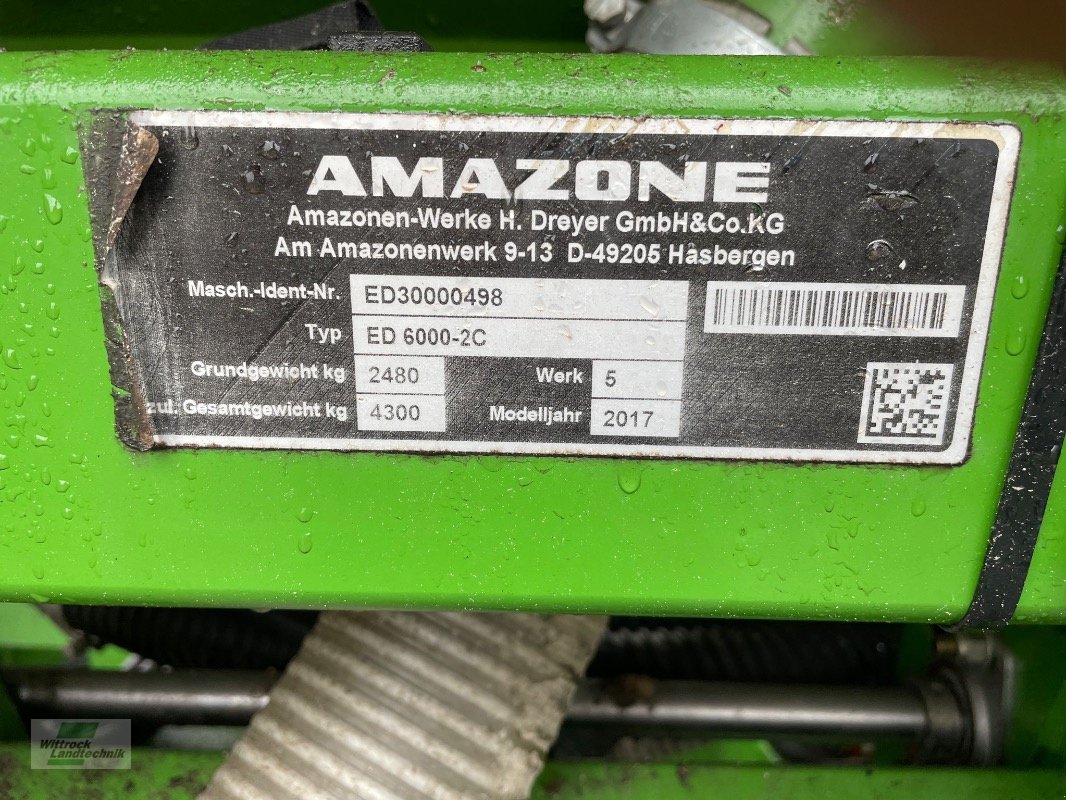 AMAZONE
Amazonen-Werke H. Dreyer GmbH&Co.KG
Am Amazonenwerk 9-13 D-49205 Hasbergen
Masch.-Ident-Nr. ED30000498
Typ ED 6000-2C
Grundgewicht kg 2480 Werk 5
zul. Gesamtgewicht kg 4300 Modelljahr 2017
Wittrock
Landtechnik